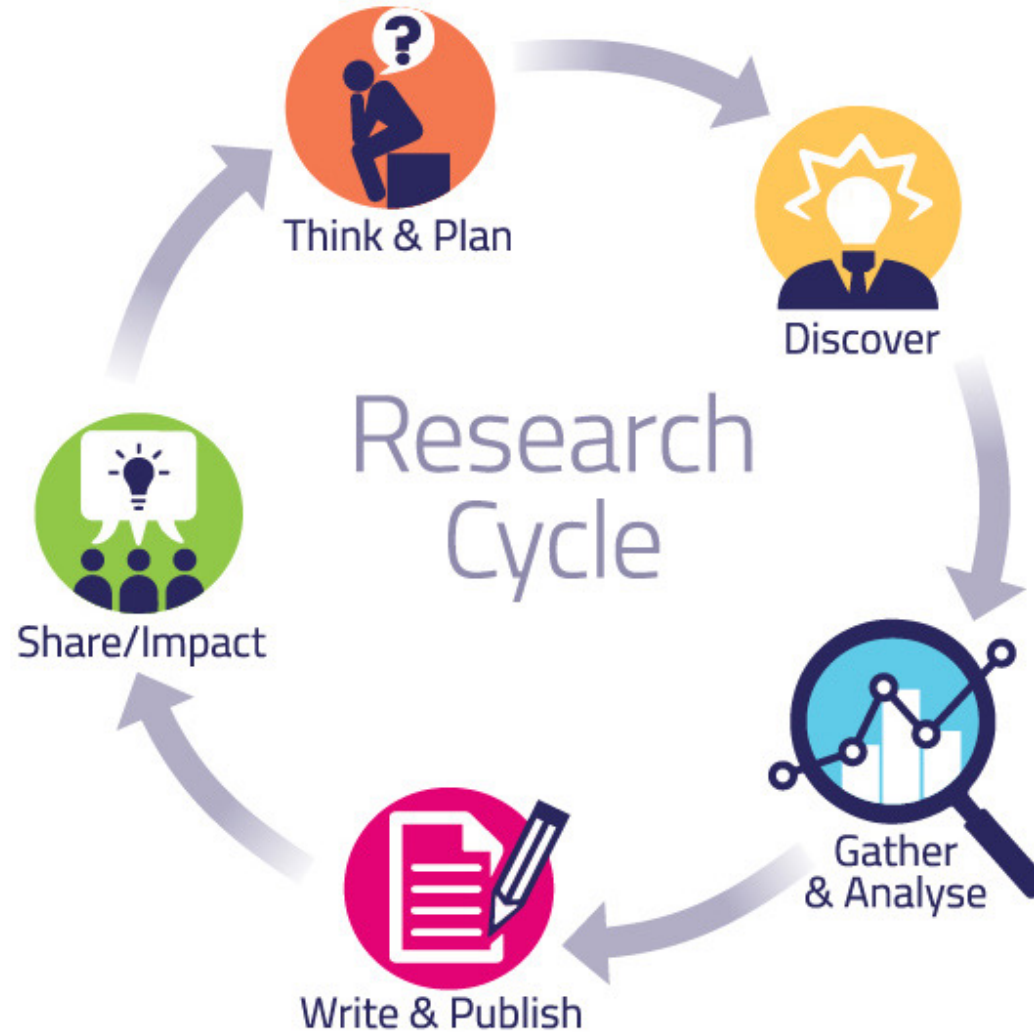 ?
Think & Plan
Discover
Research
Cycle
Share/Impact
Gather
& Analyse
Write & Publish